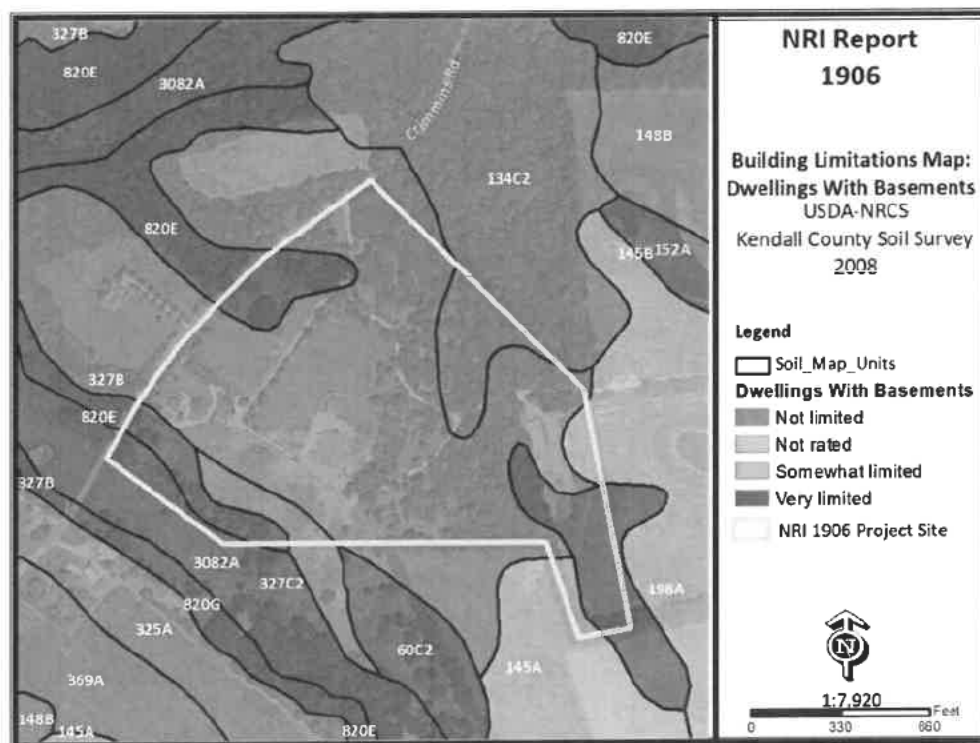 327B
820E
3082A
Crimmins Rd
820E
148B
134C2
820E
145B 152A
327B
820E
327B
3082A
327C2
820G
325A
60C2
145A
198A
369A
148B
145A
820E
NRI Report
1906
Building Limitations Map:
Dwellings With Basements
USDA-NRCS
Kendall County Soil Survey
2008
Legend
Soil_Map_Units
Dwellings With Basements
Not limited
Not rated
Somewhat limited
Very limited
NRI 1906 Project Site
N
1:7,920
Feet
0 330 660